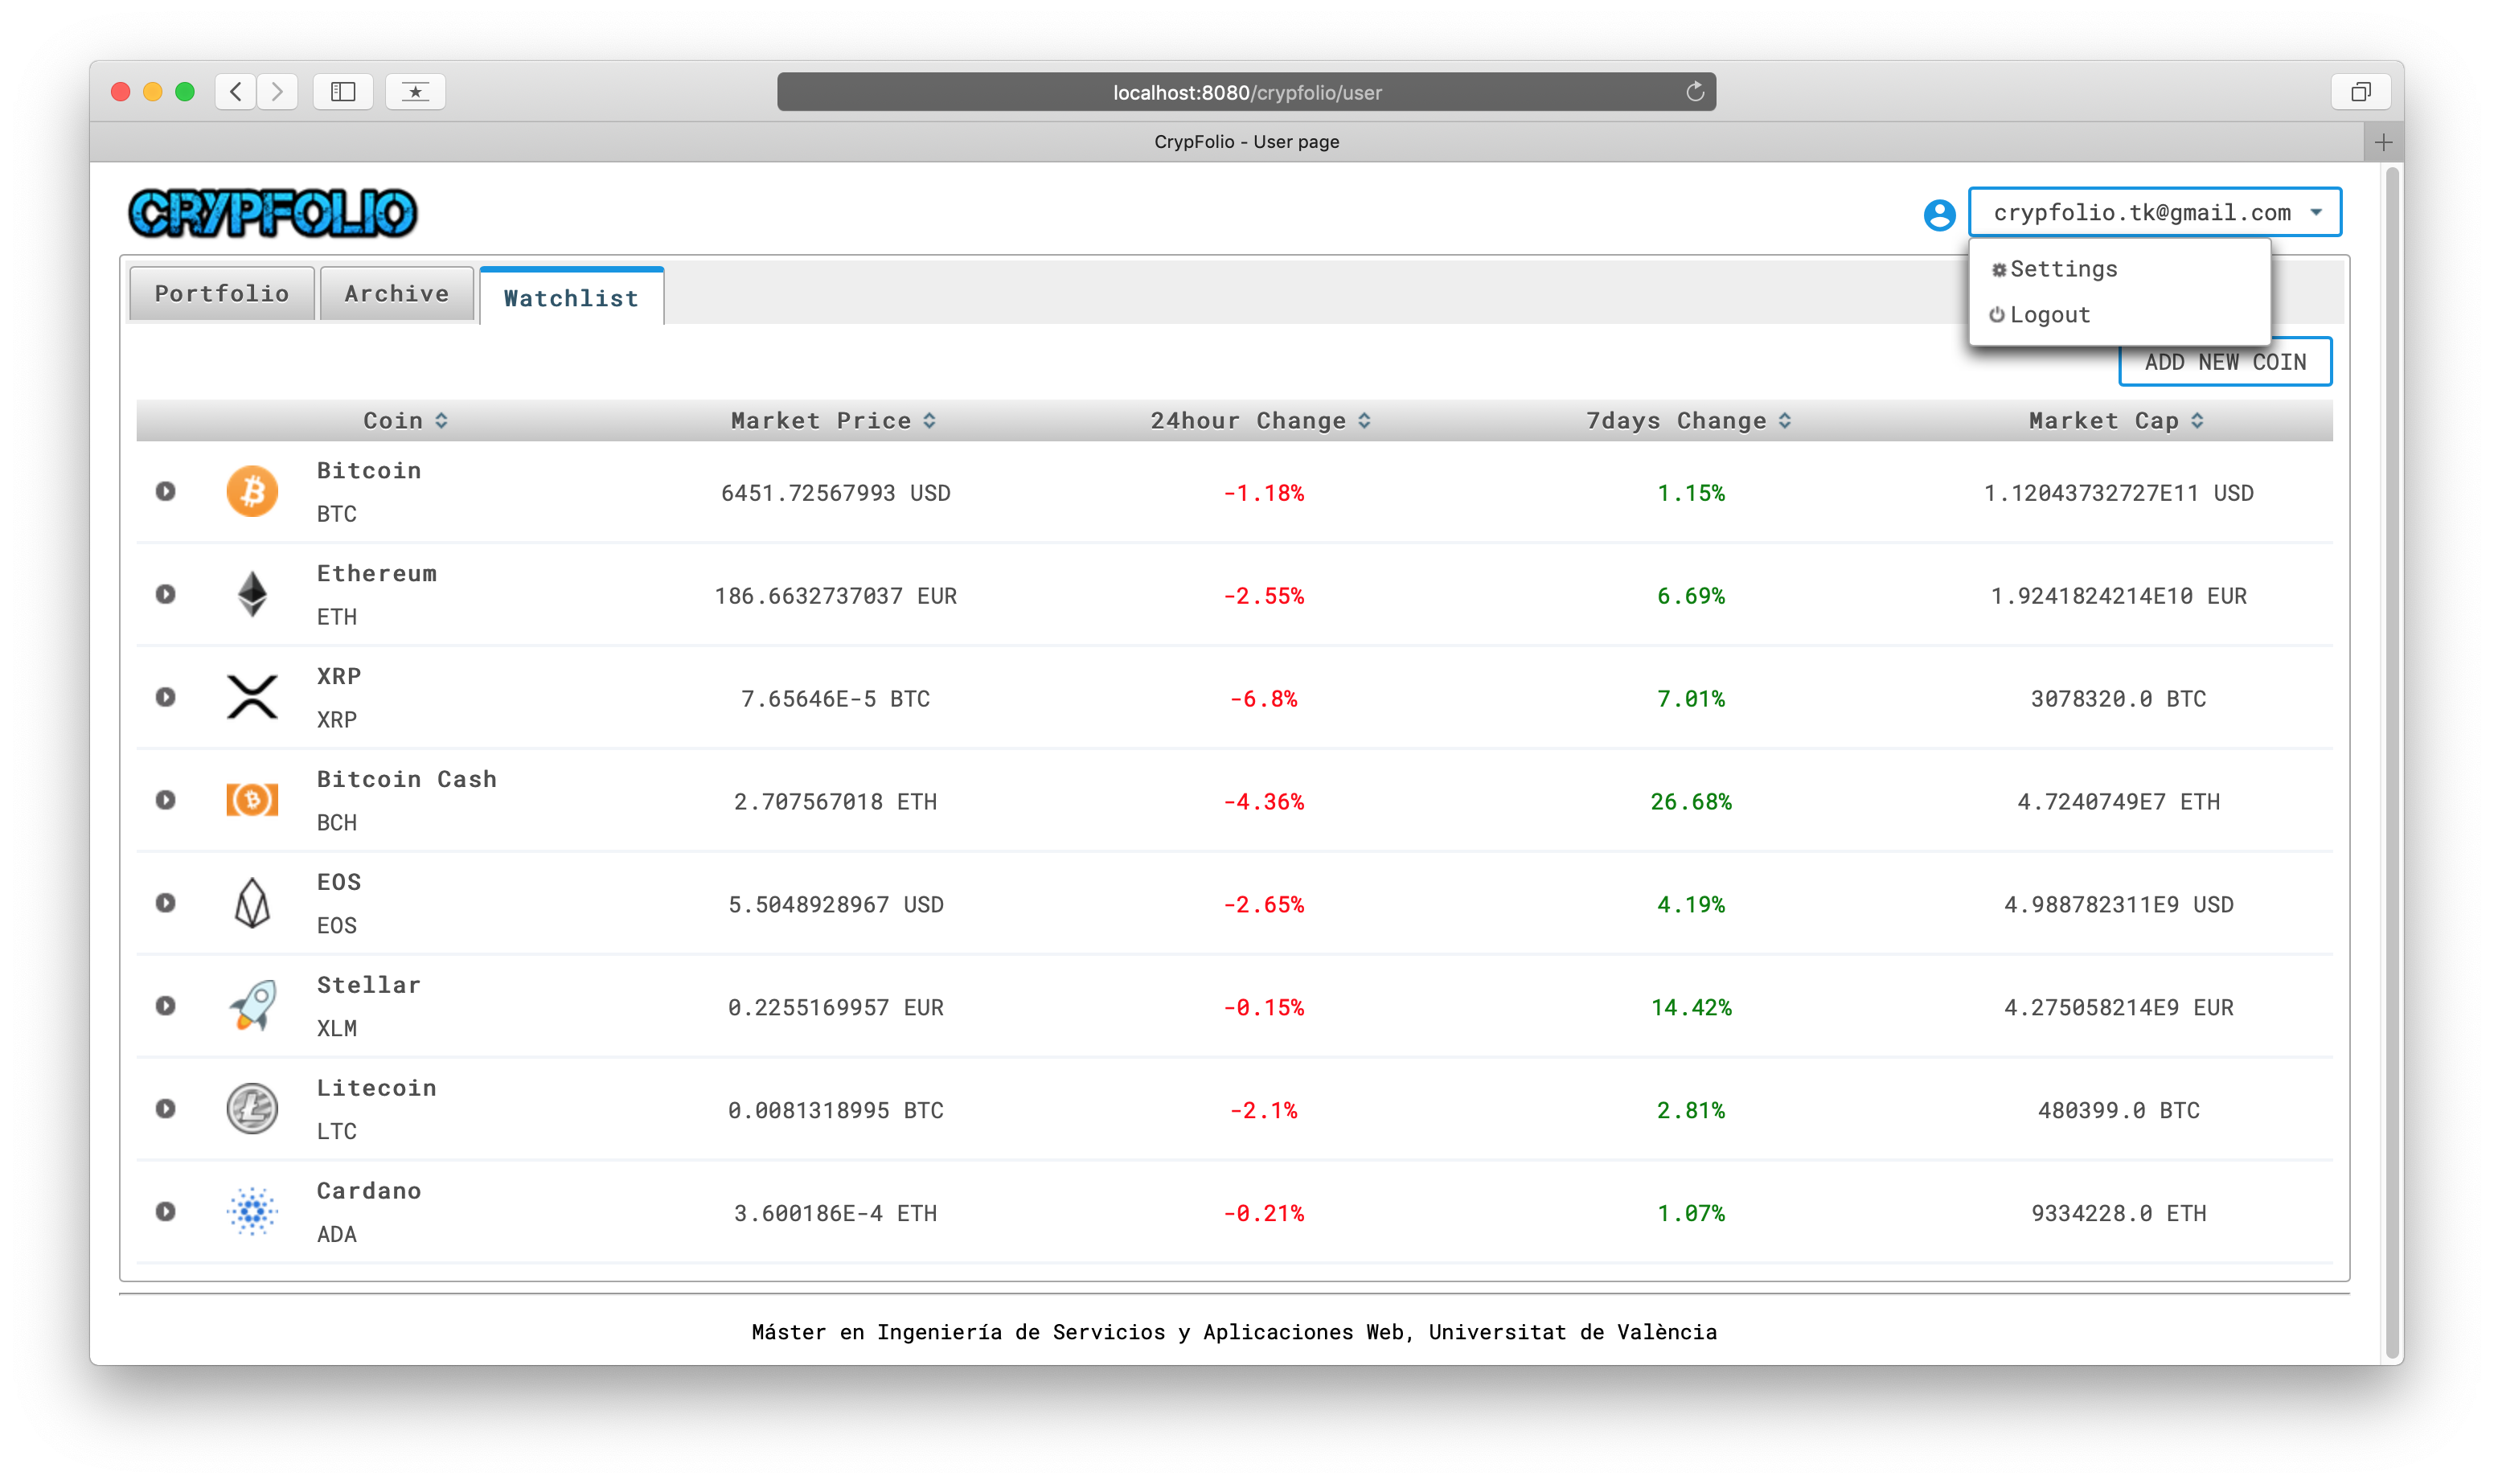 localhost:8080/crypfolio/user
CrypFolio - User page
CRYPFOLIO
crypfolio.tk@gmail.com
Settings
Logout
Portfolio Archive Watchlist
ADD NEW COIN
Coin Market Price 24hour Change 7days Change Market Cap
Bitcoin
BTC
6451.72567993 USD -1.18% 1.15% 1.12043732727E11 USD
Ethereum
ETH
186.6632737037 EUR -2.55% 6.69% 1.9241824214E10 EUR
XRP
XRP
7.65646E-5 BTC -6.8% 7.01% 3078320.0 BTC
Bitcoin Cash
BCH
2.707567018 ETH -4.36% 26.68% 4.7240749E7 ETH
EOS
EOS
5.5048928967 USD -2.65% 4.19% 4.988782311E9 USD
Stellar
XLM
0.2255169957 EUR -0.15% 14.42% 4.275058214E9 EUR
Litecoin
LTC
0.0081318995 BTC -2.1% 2.81% 480399.0 BTC
Cardano
ADA
3.600186E-4 ETH -0.21% 1.07% 9334228.0 ETH
Máster en Ingeniería de Servicios y Aplicaciones Web, Universitat de València